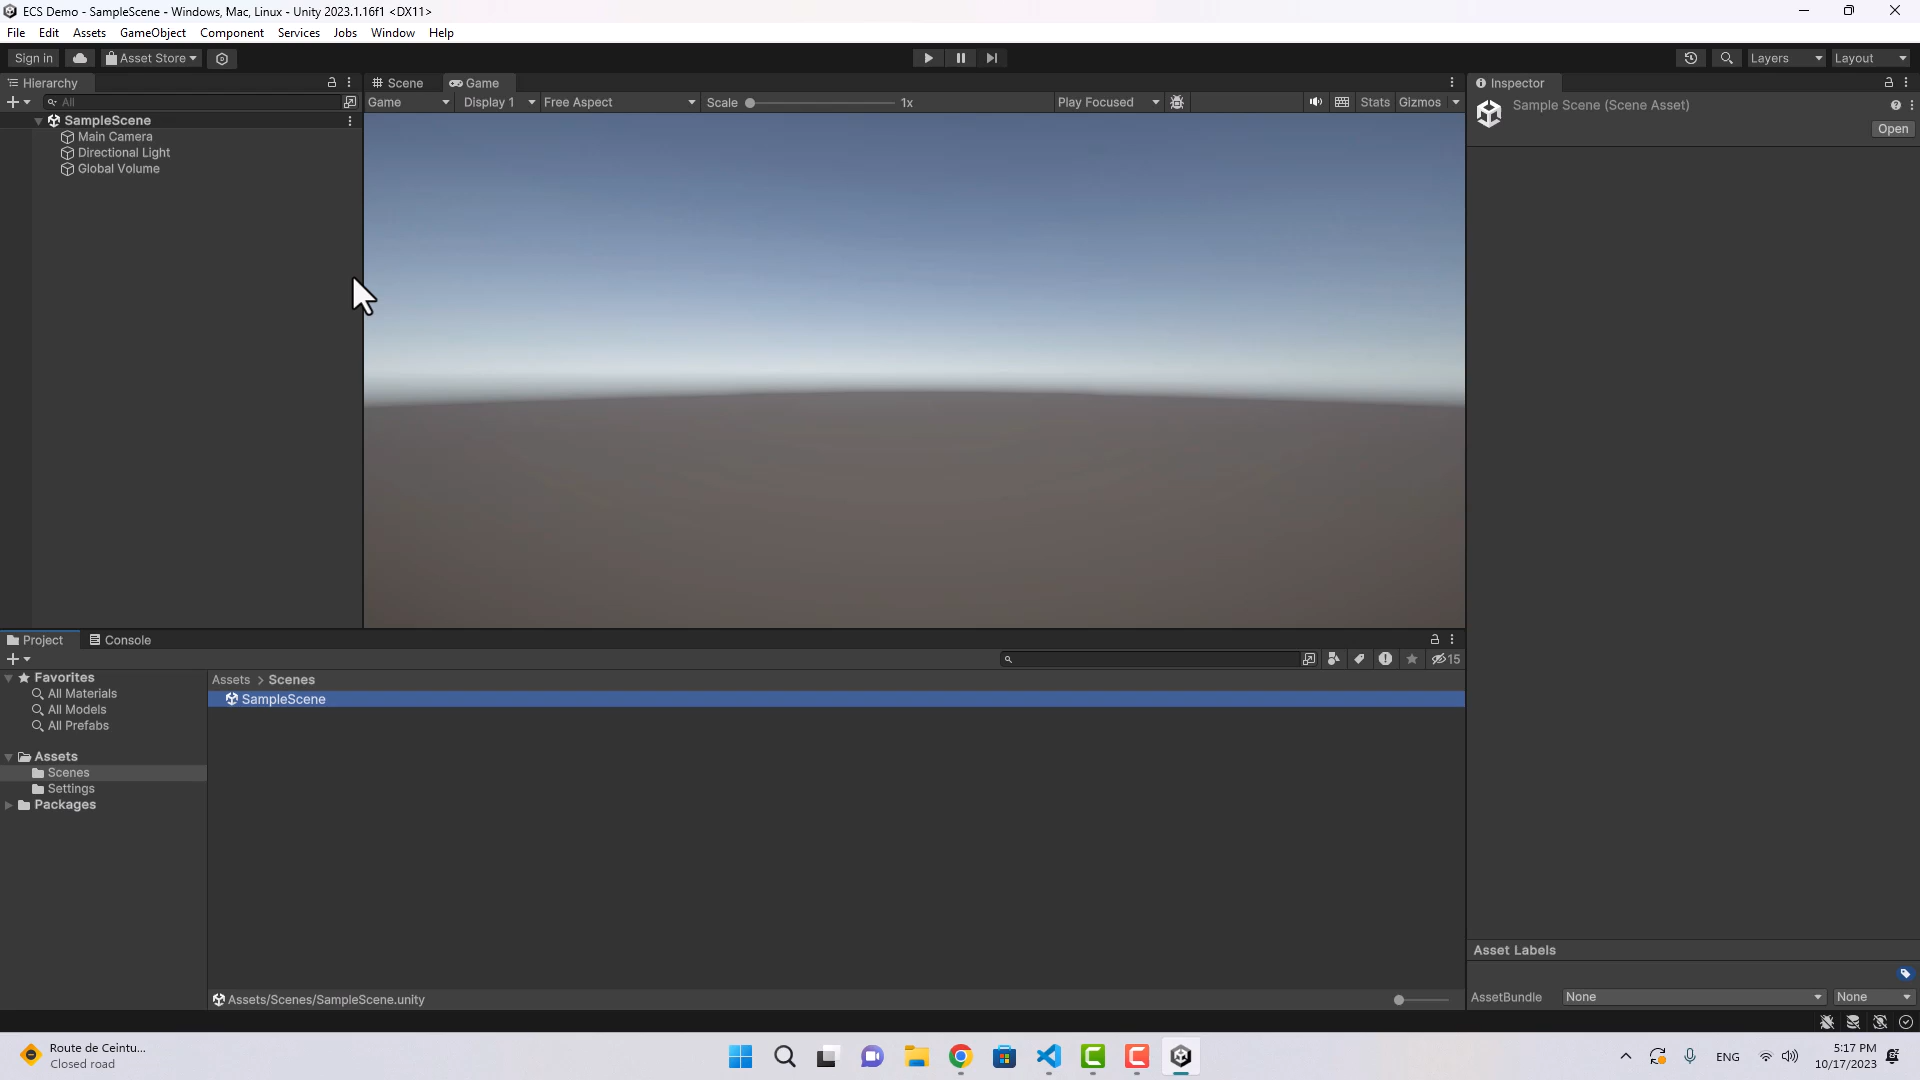 ECS Demo - SampleScene - Windows, Mac, Linux - Unity 2023.1.16f1 <DX11>
File Edit Assets GameObject Component Services Jobs Window Help
Sign in Asset Store Layers Layout
Hierarchy Scene Game Inspector
All Game Display 1 Free Aspect Scale 1x Play Focused Stats Gizmos Sample Scene (Scene Asset)
Open
SampleScene
Main Camera
Directional Light
Global Volume
Project Console
15
Favorites
All Materials
All Models
All Prefabs
Assets
Scenes
Settings
Packages
Assets > Scenes
SampleScene
Assets/Scenes/SampleScene.unity
Asset Labels
AssetBundle None None
Route de Ceintu...
Closed road
ENG
5:17 PM
10/17/2023